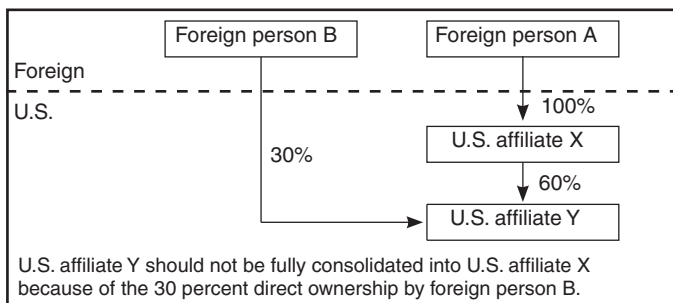 Foreign person B
Foreign person A
Foreign
U.S.
100%
U.S. affiliate X
30%
60%
U.S. affiliate Y
U.S. affiliate Y should not be fully consolidated into U.S. affiliate X
because of the 30 percent direct ownership by foreign person B.